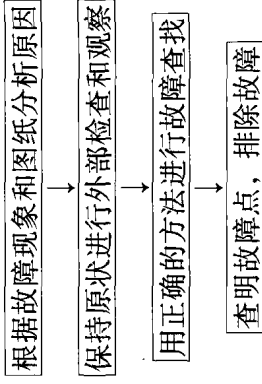 根据故障现象和图纸分析原因
保持原状进行外部检查和观察
用正确的方法进行故障查找
查明故障点，排除故障